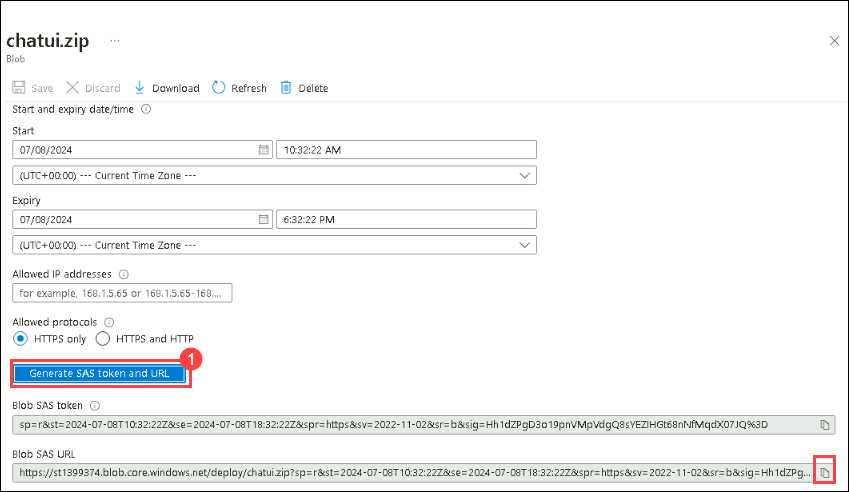 chatui.zip ...
Blob
Save Discard Download Refresh Delete
Start and expiry date/time
Start
07/08/2024 10:32:22 AM
(UTC+00:00) --- Current Time Zone ---
Expiry
07/08/2024 6:32:22 PM
(UTC+00:00) --- Current Time Zone ---
Allowed IP addresses
for example, 168.1.5.65 or 168.1.5.65-168....
Allowed protocols
HTTPS only HTTPS and HTTP
1
Generate SAS token and URL
Blob SAS token
sp=r&st=2024-07-08T10:32:22Z&se=2024-07-08T18:32:22Z&spr=https&sv=2022-11-02&sr=b&sig=Hh1dZPgD3o19pnVMpVdgQ8sYEZIHGt68nNfMqdX07JQ%3D
Blob SAS URL
https://st1399374.blob.core.windows.net/deploy/chatui.zip?sp=r&st=2024-07-08T10:32:22Z&se=2024-07-08T18:32:22Z&spr=https&sv=2022-11-02&sr=b&sig=Hh1dZPg...